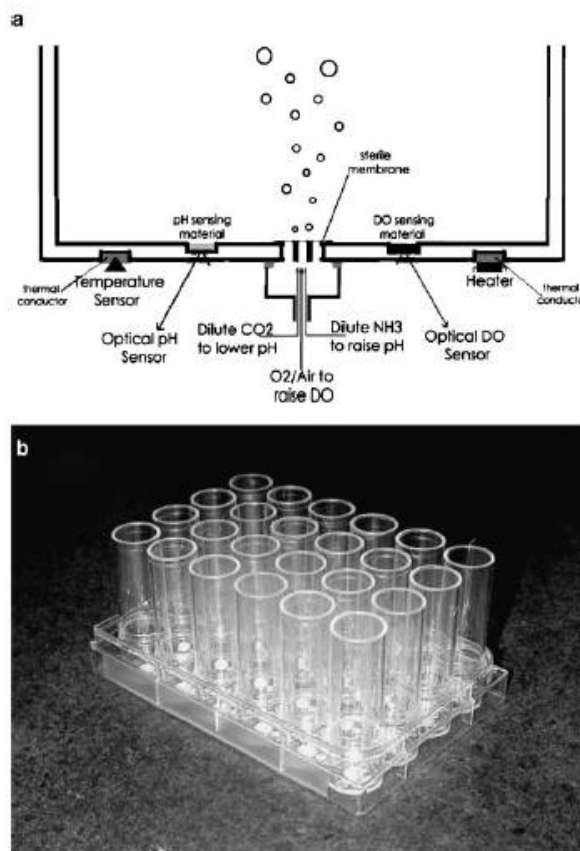 a
sterile
membrane
pH sensing
material
DO sensing
material
thermal
conductor
Temperature
Sensor
Optical pH
Sensor
Dilute CO2
to lower pH
Dilute NH3
to raise pH
O2/Air to
raise DO
Optical DO
Sensor
Heater
thermal
conductor
b